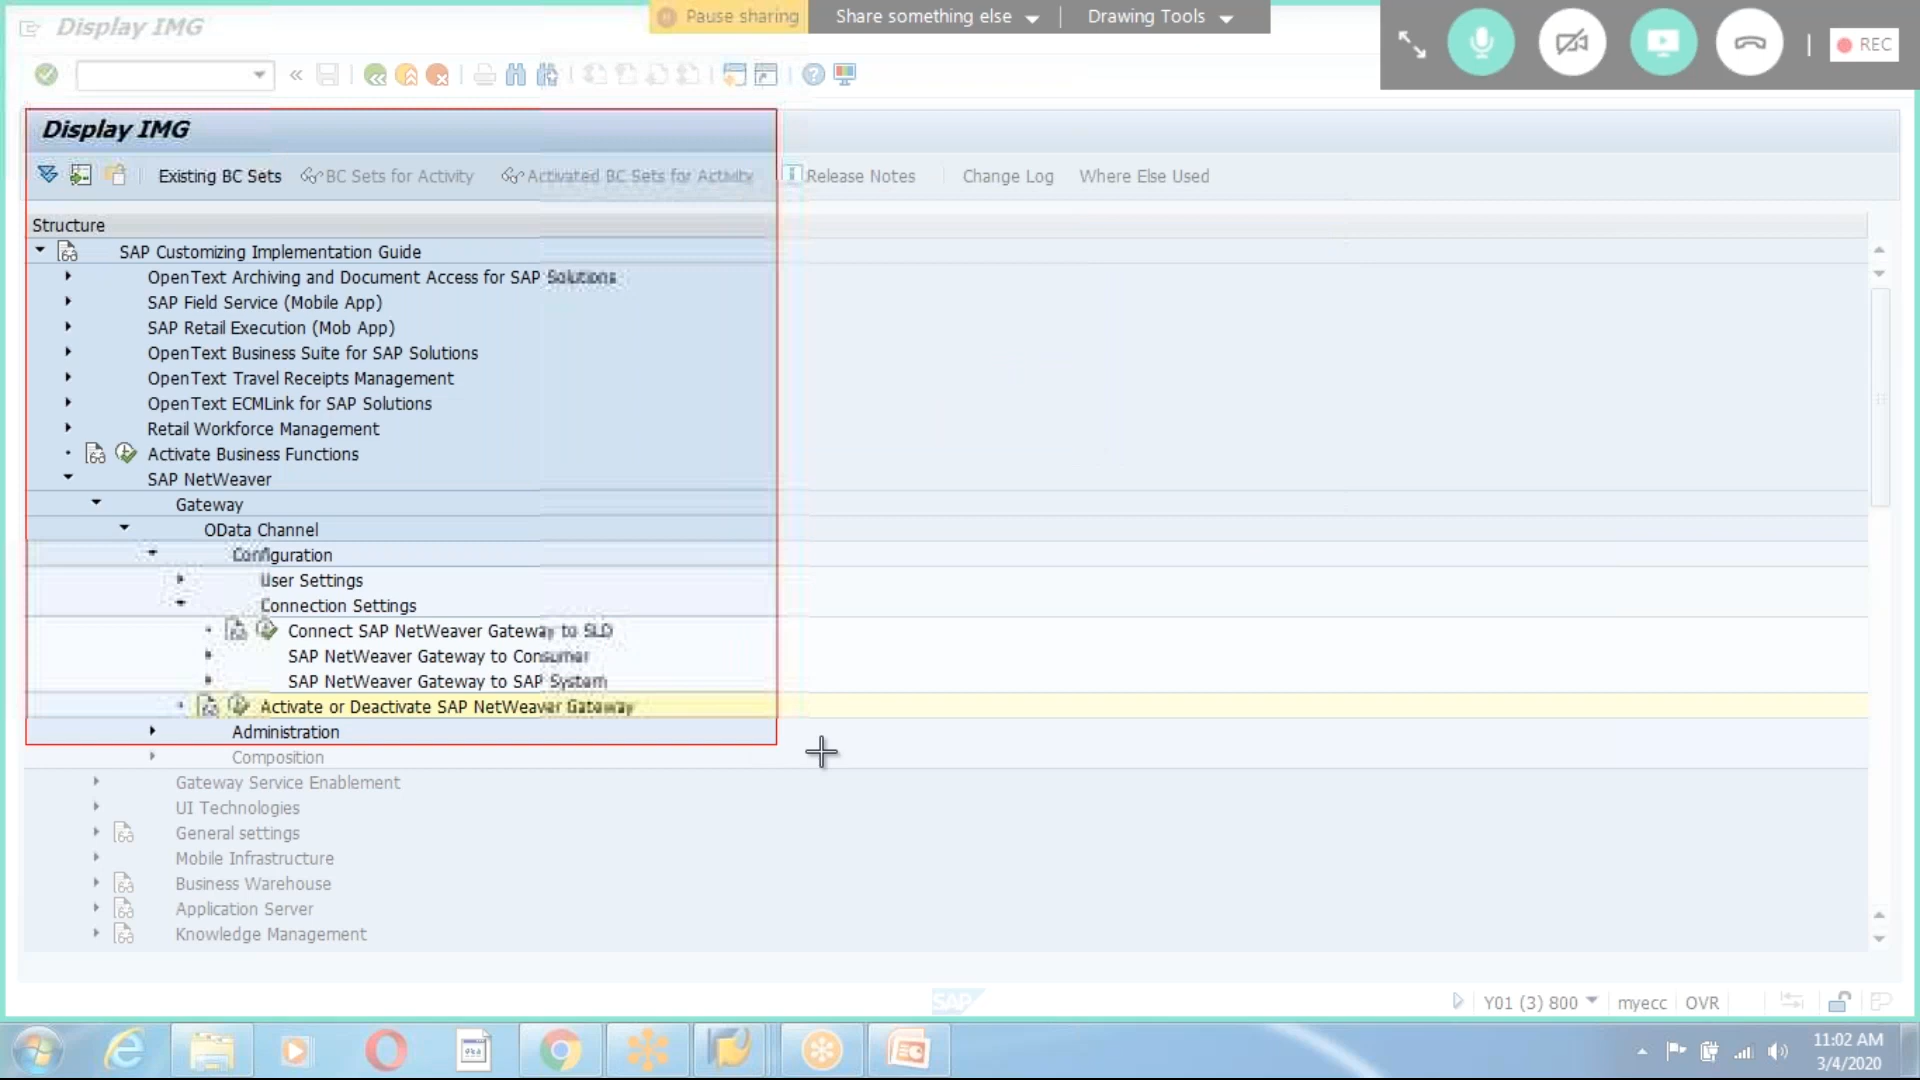 Display IMG
Pause sharing
Share something else
Drawing Tools
REC
Display IMG
Existing BC Sets
BC Sets for Activity
Activated BC Sets for Activity
Release Notes
Change Log
Where Else Used
Structure
SAP Customizing Implementation Guide
OpenText Archiving and Document Access for SAP Solutions
SAP Field Service (Mobile App)
SAP Retail Execution (Mob App)
OpenText Business Suite for SAP Solutions
OpenText Travel Receipts Management
OpenText ECMLink for SAP Solutions
Retail Workforce Management
Activate Business Functions
SAP NetWeaver
Gateway
OData Channel
Configuration
User Settings
Connection Settings
Connect SAP NetWeaver Gateway to SLD
SAP NetWeaver Gateway to Consumer
SAP NetWeaver Gateway to SAP System
Activate or Deactivate SAP NetWeaver Gateway
Administration
Composition
Gateway Service Enablement
UI Technologies
General settings
Mobile Infrastructure
Business Warehouse
Application Server
Knowledge Management
SAP
Y01 (3) 800
myecc
OVR
11:02 AM
3/4/2020